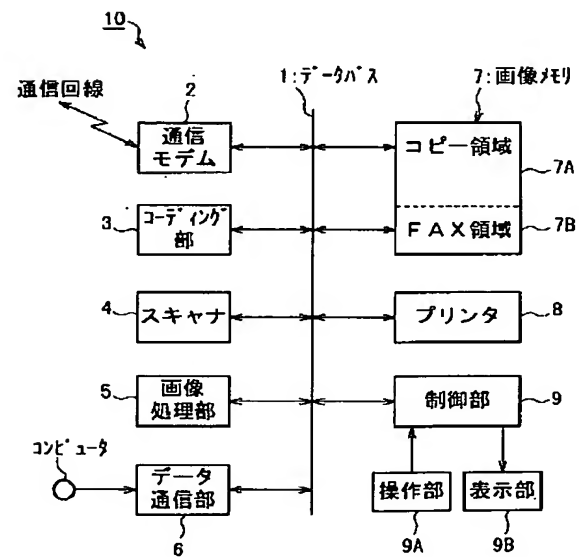 10
通信回線
1:データバス
7:画像メモリ
2
通信
モデム
コピー領域
7A
3
コーディング
部
FAX領域
7B
4
スキャナ
プリンタ
8
5
画像
処理部
制御部
9
コンピュータ
データ
通信部
6
操作部
表示部
9A
9B